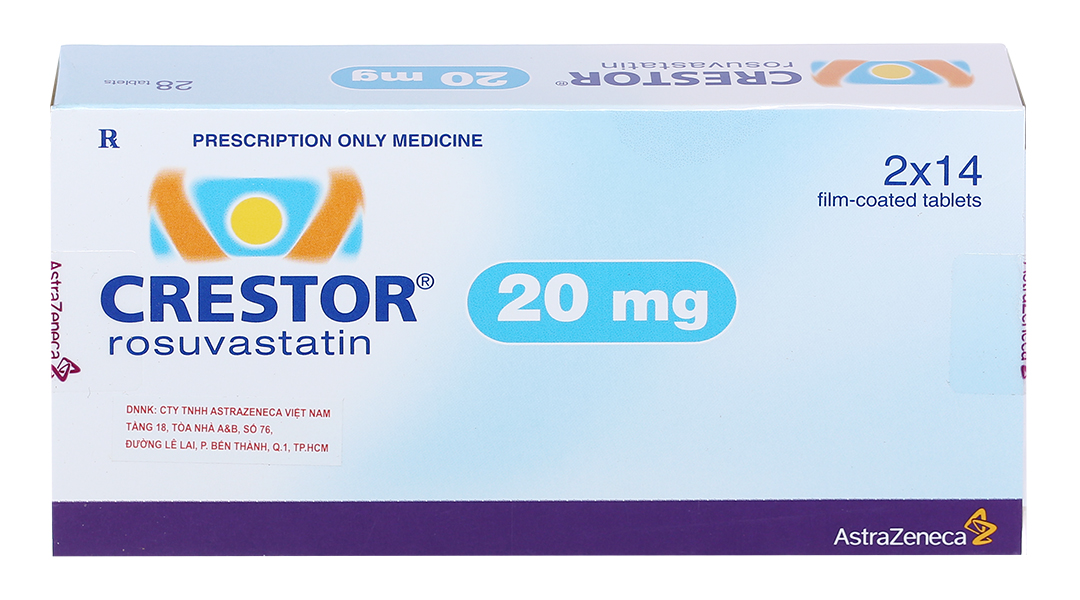 28 tablets
20 mg
CRESTOR®
rosuvastatin
Rx
PRESCRIPTION ONLY MEDICINE
2x14
film-coated tablets
CRESTOR®
rosuvastatin
20 mg
AstraZeneca
AstraZeneca
DNNK: CTY TNHH ASTRAZENECA VIỆT NAM
TẦNG 18, TÒA NHÀ A&B, SỐ 76,
ĐƯỜNG LÊ LAI, P. BẾN THÀNH, Q.1, TP.HCM
AstraZeneca